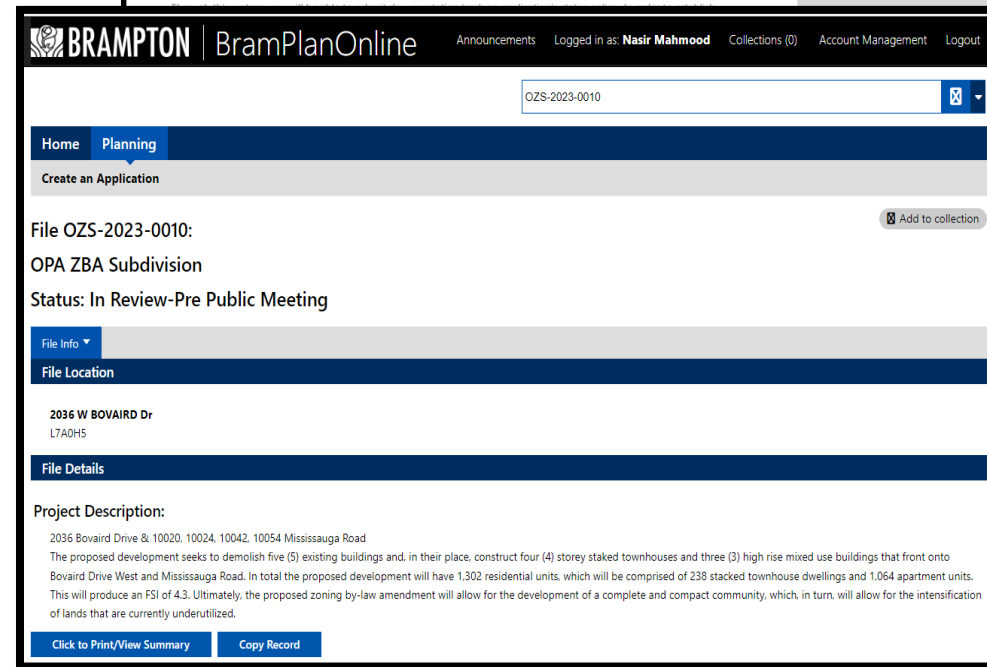 BRAMPTON BramPlanOnline Announcements Logged in as: Nasir Mahmood Collections (0) Account Management Logout
OZS-2023-0010
Home Planning
Create an Application
Add to collection
File OZS-2023-0010:
OPA ZBA Subdivision
Status: In Review-Pre Public Meeting
File Info
File Location
2036 W BOVAIRD Dr
L7A0H5
File Details
Project Description:
2036 Bovaird Drive & 10020, 10024, 10042, 10054 Mississauga Road
The proposed development seeks to demolish five (5) existing buildings and, in their place, construct four (4) storey staked townhouses and three (3) high rise mixed use buildings that front onto
Bovaird Drive West and Mississauga Road. In total the proposed development will have 1,302 residential units, which will be comprised of 238 stacked townhouse dwellings and 1,064 apartment units.
This will produce an FSI of 4.3. Ultimately, the proposed zoning by-law amendment will allow for the development of a complete and compact community, which, in turn, will allow for the intensification
of lands that are currently underutilized.
Click to Print/View Summary Copy Record